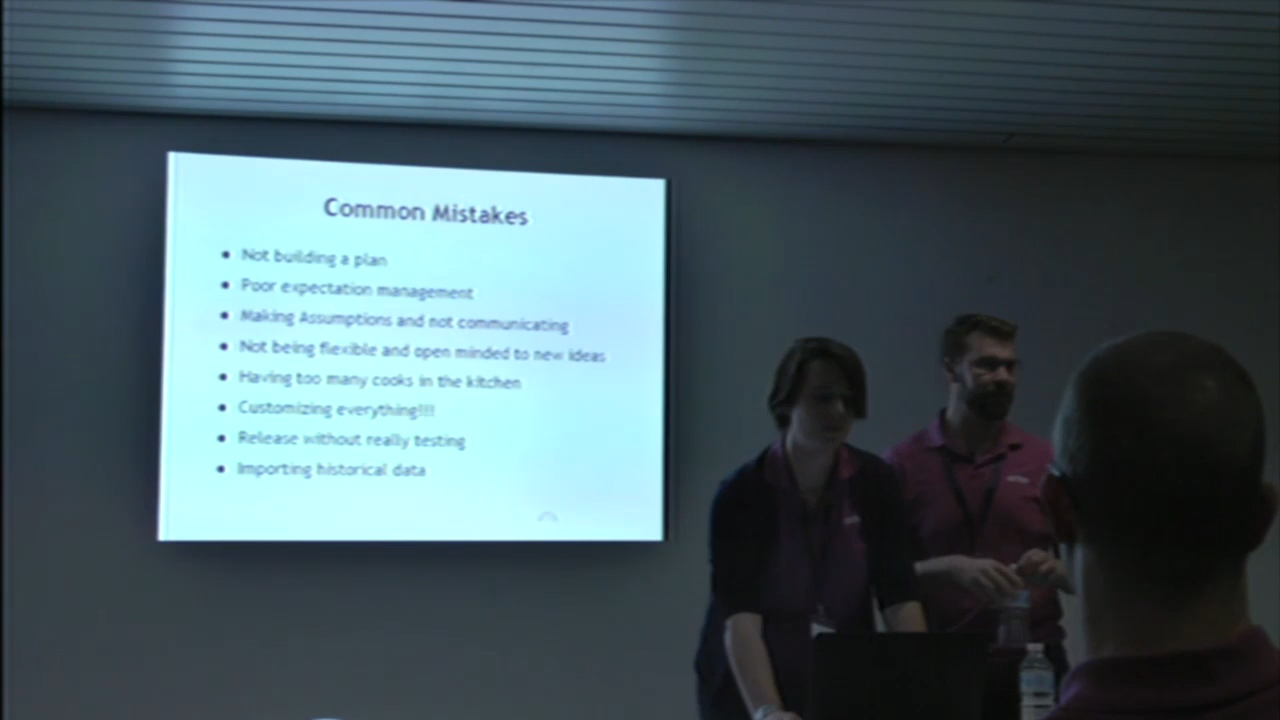 Common Mistakes
Not building a plan
Poor expectation management
Making Assumptions and not communicating
Not being flexible and open minded to new ideas
Having too many cooks in the kitchen
Customizing everything!!!
Release without really testing
Importing historical data